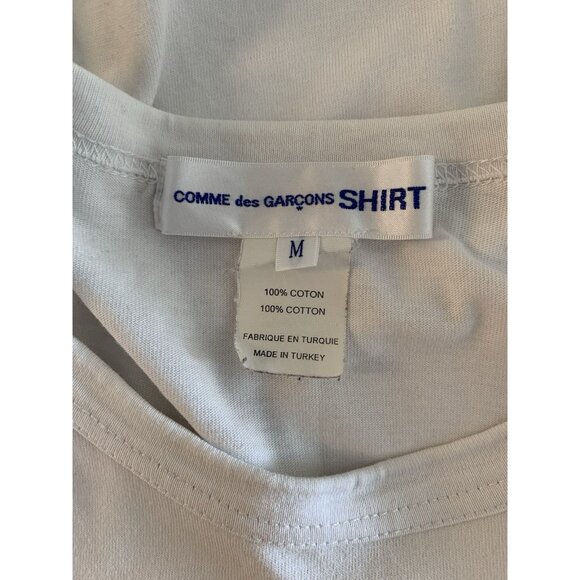 COMME des GARÇONS SHIRT
M
100% COTON
100% COTTON
FABRIQUE EN TURQUIE
MADE IN TURKEY